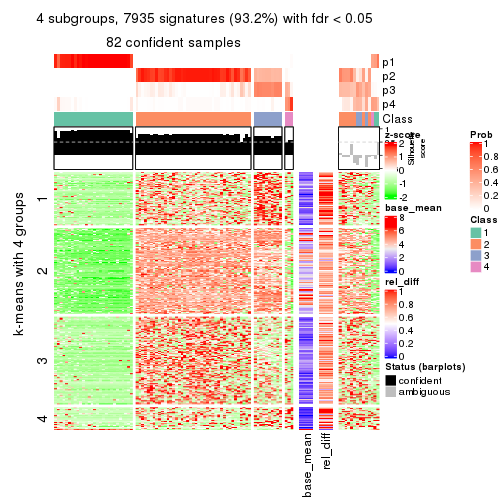 4 subgroups, 7935 signatures (93.2%) with fdr < 0.05
82 confident samples
p1
p2
p3
p4
Class
1
Silhouette
score
k-means with 4 groups
1
2
3
4
base_mean
rel_diff
z-score
2
1
0
-1
-2
base_mean
8
6
4
2
0
rel_diff
1
0.8
0.6
0.4
0.2
0
Status (barplots)
confident
ambiguous
Prob
1
0.8
0.6
0.4
0.2
0
Class
1
2
3
4